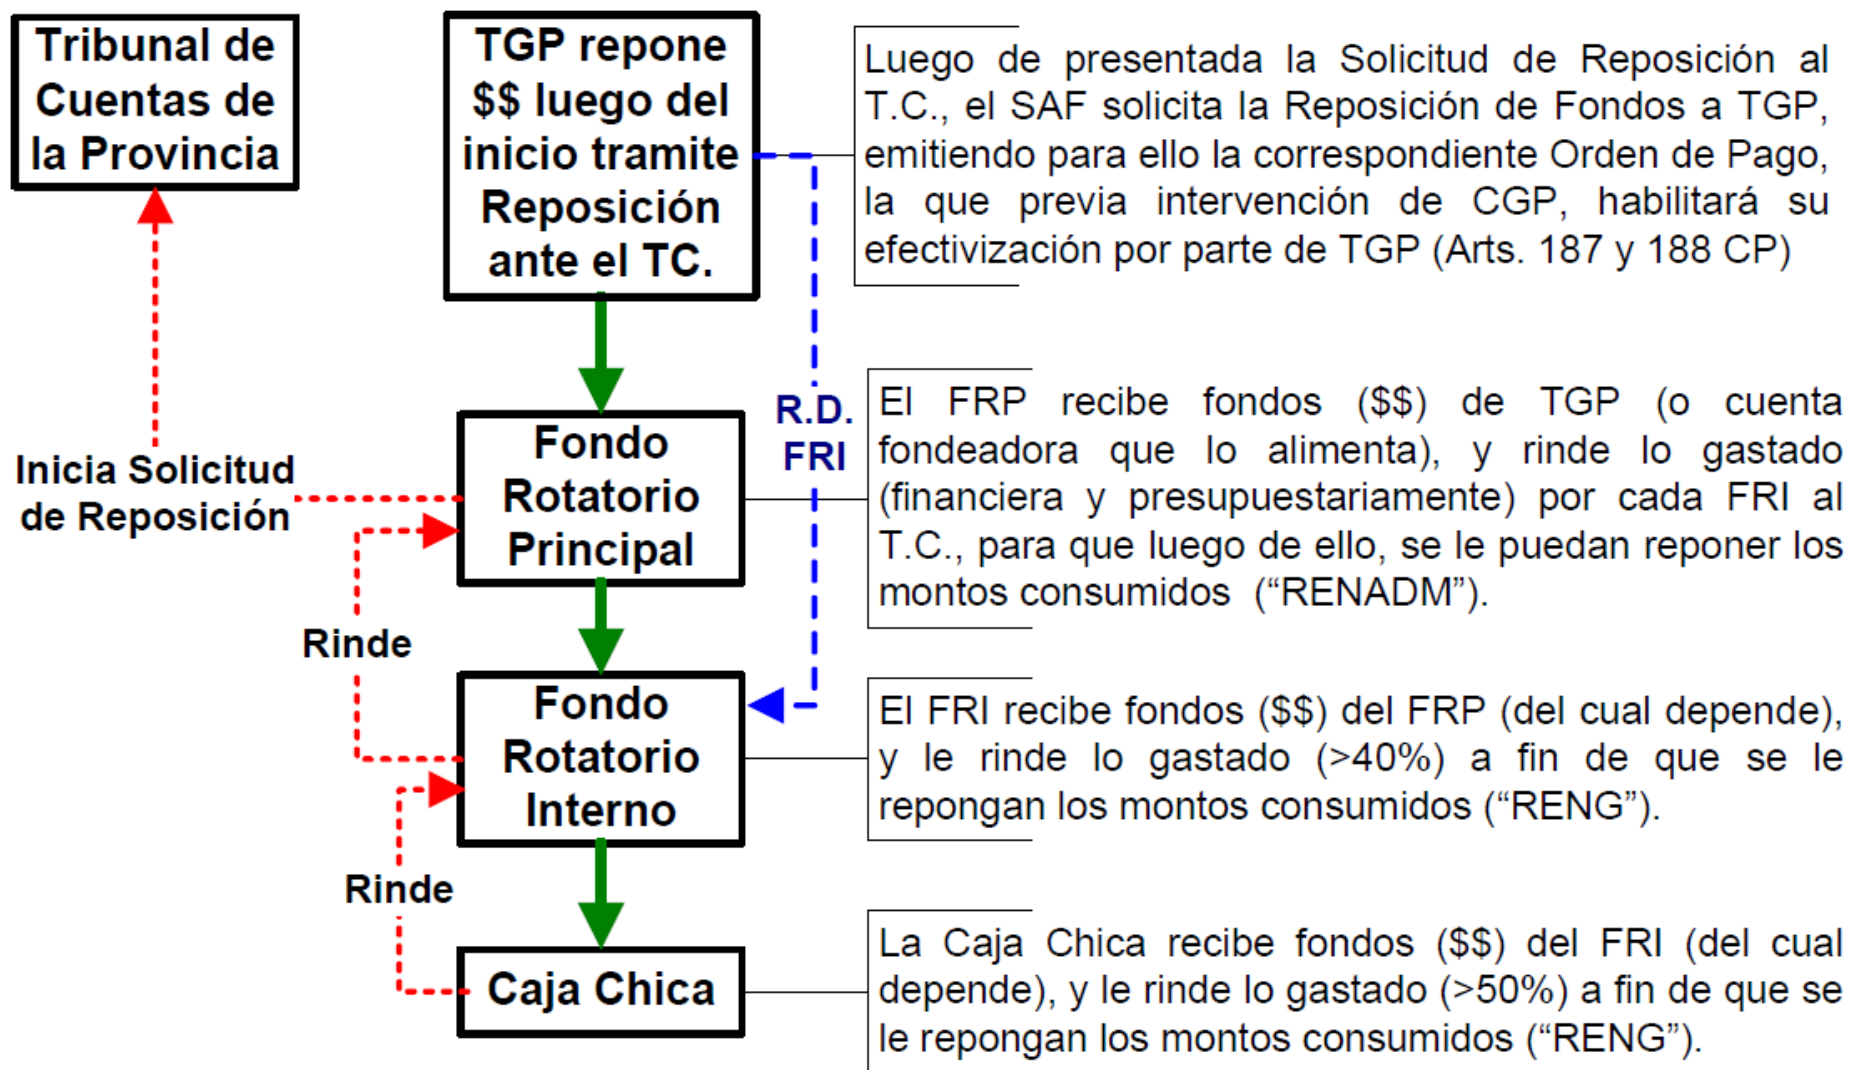 Tribunal de
Cuentas de
la Provincia
TGP repone
$$ luego del
inicio tramite
Reposición
ante el TC.
Luego de presentada la Solicitud de Reposición al
T.C., el SAF solicita la Reposición de Fondos a TGP,
emitiendo para ello la correspondiente Orden de Pago,
la que previa intervención de CGP, habilitará su
efectivización por parte de TGP (Arts. 187 y 188 CP)
R.D.
FRI
Inicia Solicitud
de Reposición
Fondo
Rotatorio
Principal
El FRP recibe fondos ($$) de TGP (o cuenta
fondeadora que lo alimenta), y rinde lo gastado
(financiera y presupuestariamente) por cada FRI al
T.C., para que luego de ello, se le puedan reponer los
montos consumidos (“RENADM”).
Rinde
Fondo
Rotatorio
Interno
El FRI recibe fondos ($$) del FRP (del cual depende),
y le rinde lo gastado (>40%) a fin de que se le
repongan los montos consumidos (“RENG”).
Rinde
Caja Chica
La Caja Chica recibe fondos ($$) del FRI (del cual
depende), y le rinde lo gastado (>50%) a fin de que se
le repongan los montos consumidos (“RENG”).